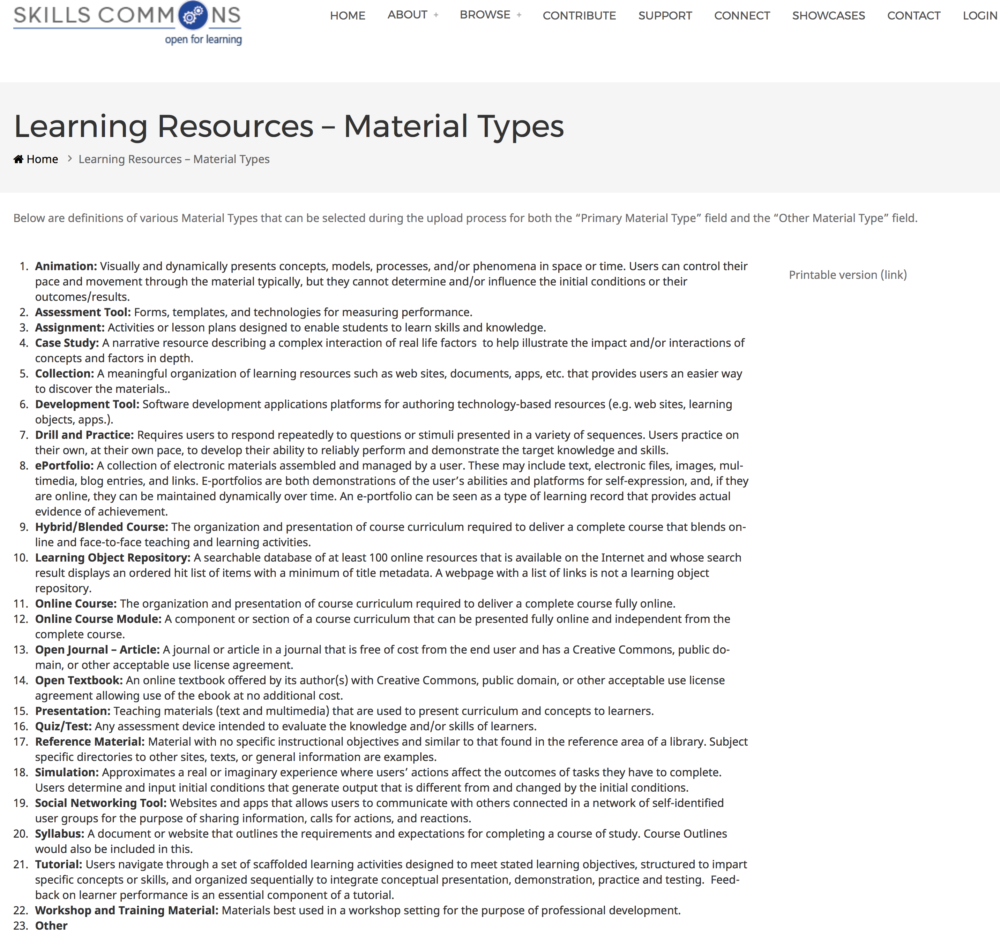 SKILLS COMMONS
open for learning
HOME ABOUT + BROWSE + CONTRIBUTE SUPPORT CONNECT SHOWCASES CONTACT LOGIN
Learning Resources – Material Types
Home > Learning Resources – Material Types
Below are definitions of various Material Types that can be selected during the upload process for both the “Primary Material Type” field and the “Other Material Type” field.
1. Animation: Visually and dynamically presents concepts, models, processes, and/or phenomena in space or time. Users can control their
pace and movement through the material typically, but they cannot determine and/or influence the initial conditions or their
outcomes/results.
2. Assessment Tool: Forms, templates, and technologies for measuring performance.
3. Assignment: Activities or lesson plans designed to enable students to learn skills and knowledge.
4. Case Study: A narrative resource describing a complex interaction of real life factors  to help illustrate the impact and/or interactions of
concepts and factors in depth.
5. Collection: A meaningful organization of learning resources such as web sites, documents, apps, etc. that provides users an easier way
to discover the materials..
6. Development Tool: Software development applications platforms for authoring technology-based resources (e.g. web sites, learning
objects, apps.).
7. Drill and Practice: Requires users to respond repeatedly to questions or stimuli presented in a variety of sequences. Users practice on
their own, at their own pace, to develop their ability to reliably perform and demonstrate the target knowledge and skills.
8. ePortfolio: A collection of electronic materials assembled and managed by a user. These may include text, electronic files, images, mul-
timedia, blog entries, and links. E-portfolios are both demonstrations of the user’s abilities and platforms for self-expression, and, if they
are online, they can be maintained dynamically over time. An e-portfolio can be seen as a type of learning record that provides actual
evidence of achievement.
9. Hybrid/Blended Course: The organization and presentation of course curriculum required to deliver a complete course that blends on-
line and face-to-face teaching and learning activities.
10. Learning Object Repository: A searchable database of at least 100 online resources that is available on the Internet and whose search
result displays an ordered hit list of items with a minimum of title metadata. A webpage with a list of links is not a learning object
repository.
11. Online Course: The organization and presentation of course curriculum required to deliver a complete course fully online.
12. Online Course Module: A component or section of a course curriculum that can be presented fully online and independent from the
complete course.
13. Open Journal – Article: A journal or article in a journal that is free of cost from the end user and has a Creative Commons, public do-
main, or other acceptable use license agreement.
14. Open Textbook: An online textbook offered by its author(s) with Creative Commons, public domain, or other acceptable use license
agreement allowing use of the ebook at no additional cost.
15. Presentation: Teaching materials (text and multimedia) that are used to present curriculum and concepts to learners.
16. Quiz/Test: Any assessment device intended to evaluate the knowledge and/or skills of learners.
17. Reference Material: Material with no specific instructional objectives and similar to that found in the reference area of a library. Subject
specific directories to other sites, texts, or general information are examples.
18. Simulation: Approximates a real or imaginary experience where users’ actions affect the outcomes of tasks they have to complete.
Users determine and input initial conditions that generate output that is different from and changed by the initial conditions.
19. Social Networking Tool: Websites and apps that allows users to communicate with others connected in a network of self-identified
user groups for the purpose of sharing information, calls for actions, and reactions.
20. Syllabus: A document or website that outlines the requirements and expectations for completing a course of study. Course Outlines
would also be included in this.
21. Tutorial: Users navigate through a set of scaffolded learning activities designed to meet stated learning objectives, structured to impart
specific concepts or skills, and organized sequentially to integrate conceptual presentation, demonstration, practice and testing.  Feed-
back on learner performance is an essential component of a tutorial.
22. Workshop and Training Material: Materials best used in a workshop setting for the purpose of professional development.
23. Other
Printable version (link)